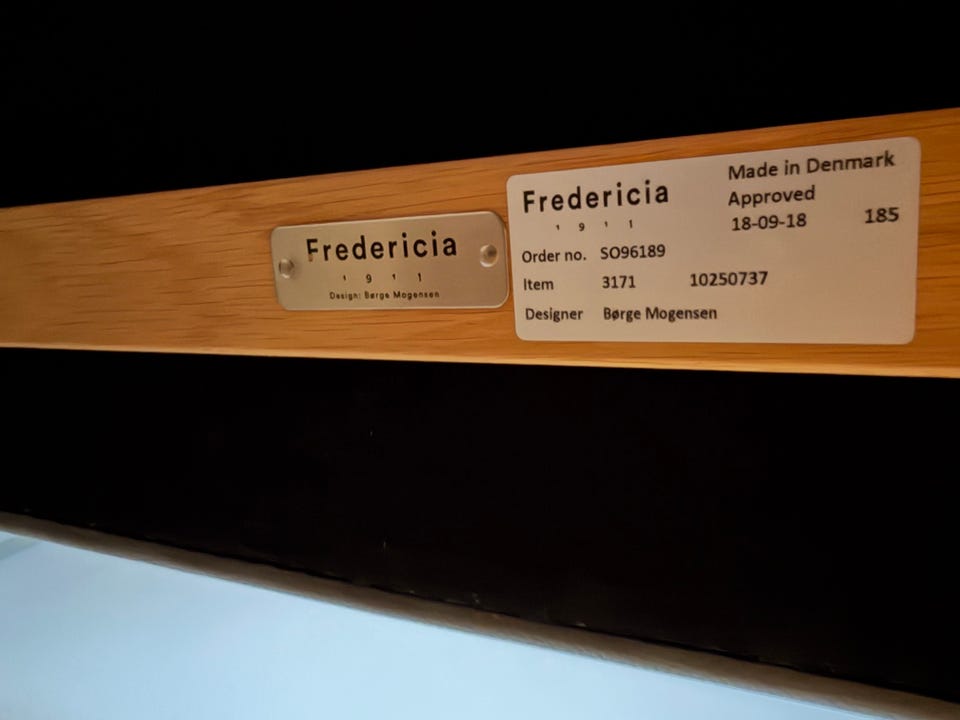 Fredericia
1 9 1 1
Design: Børge Mogensen
Fredericia
1 9 1 1
Made in Denmark
Approved
18-09-18 185
Order no. SO96189
Item 3171 10250737
Designer Børge Mogensen